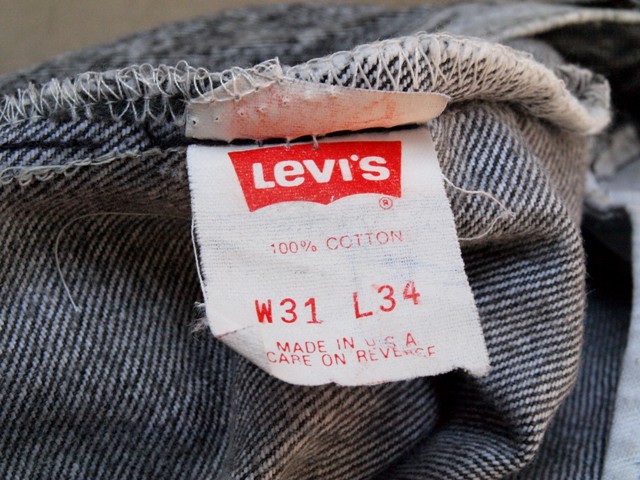 Levi's
®
100% COTTON
W31 L34
MADE IN U.S.A
CARE ON REVERSE